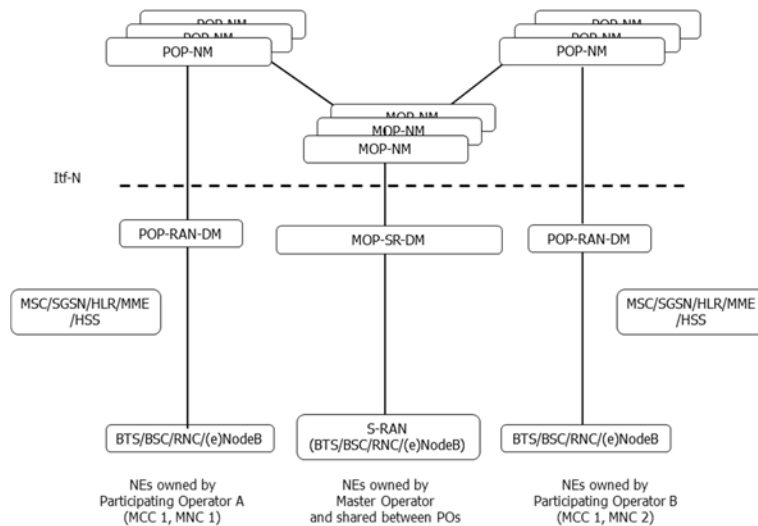 POP-NM
POP-NM
POP-NM
POP-NM
POP-NM
POP-NM
MOP-NM
MOP-NM
MOP-NM
Itf-N
POP-RAN-DM
MOP-SR-DM
POP-RAN-DM
MSC/SGSN/HLR/MME
/HSS
MSC/SGSN/HLR/MME
/HSS
BTS/BSC/RNC/(e)NodeB
S-RAN
(BTS/BSC/RNC/(e)NodeB)
BTS/BSC/RNC/(e)NodeB
NEs owned by
Participating Operator A
(MCC 1, MNC 1)
NEs owned by
Master Operator
and shared between POs
NEs owned by
Participating Operator B
(MCC 1, MNC 2)